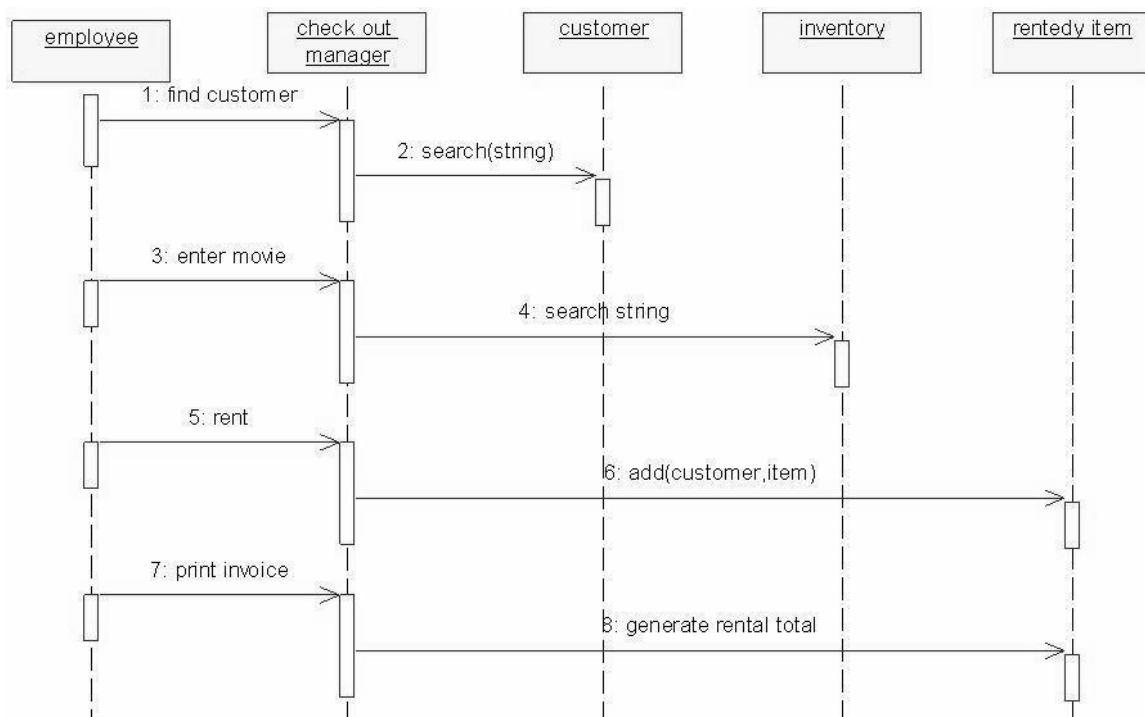 employee
check out
manager
customer
inventory
rentedy item
1: find customer
2: search(string)
3: enter movie
4: search string
5: rent
6: add(customer,item)
7: print invoice
8: generate rental total